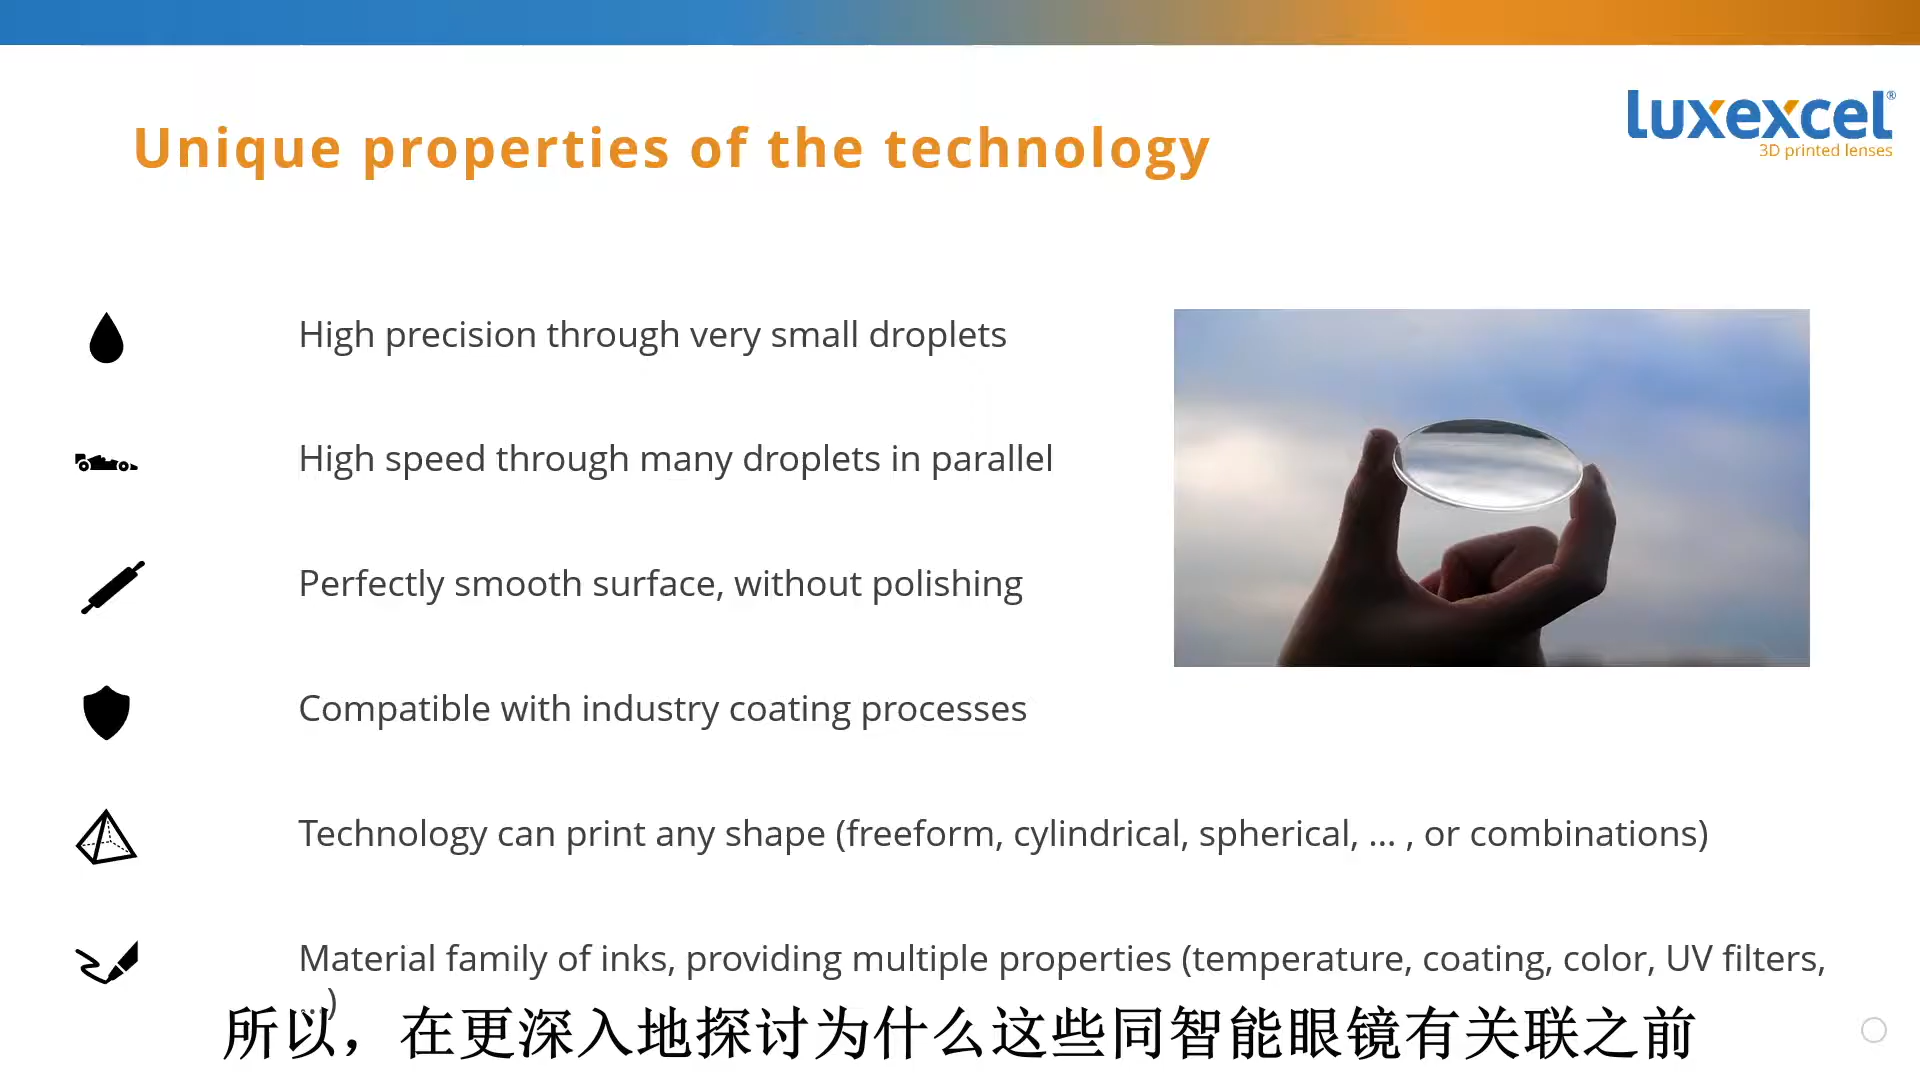 luxexcel®
3D printed lenses
Unique properties of the technology
High precision through very small droplets
High speed through many droplets in parallel
Perfectly smooth surface, without polishing
Compatible with industry coating processes
Technology can print any shape (freeform, cylindrical, spherical, ... , or combinations)
Material family of inks, providing multiple properties (temperature, coating, color, UV filters,
...)
所以，在更深入地探讨为什么这些同智能眼镜有关联之前